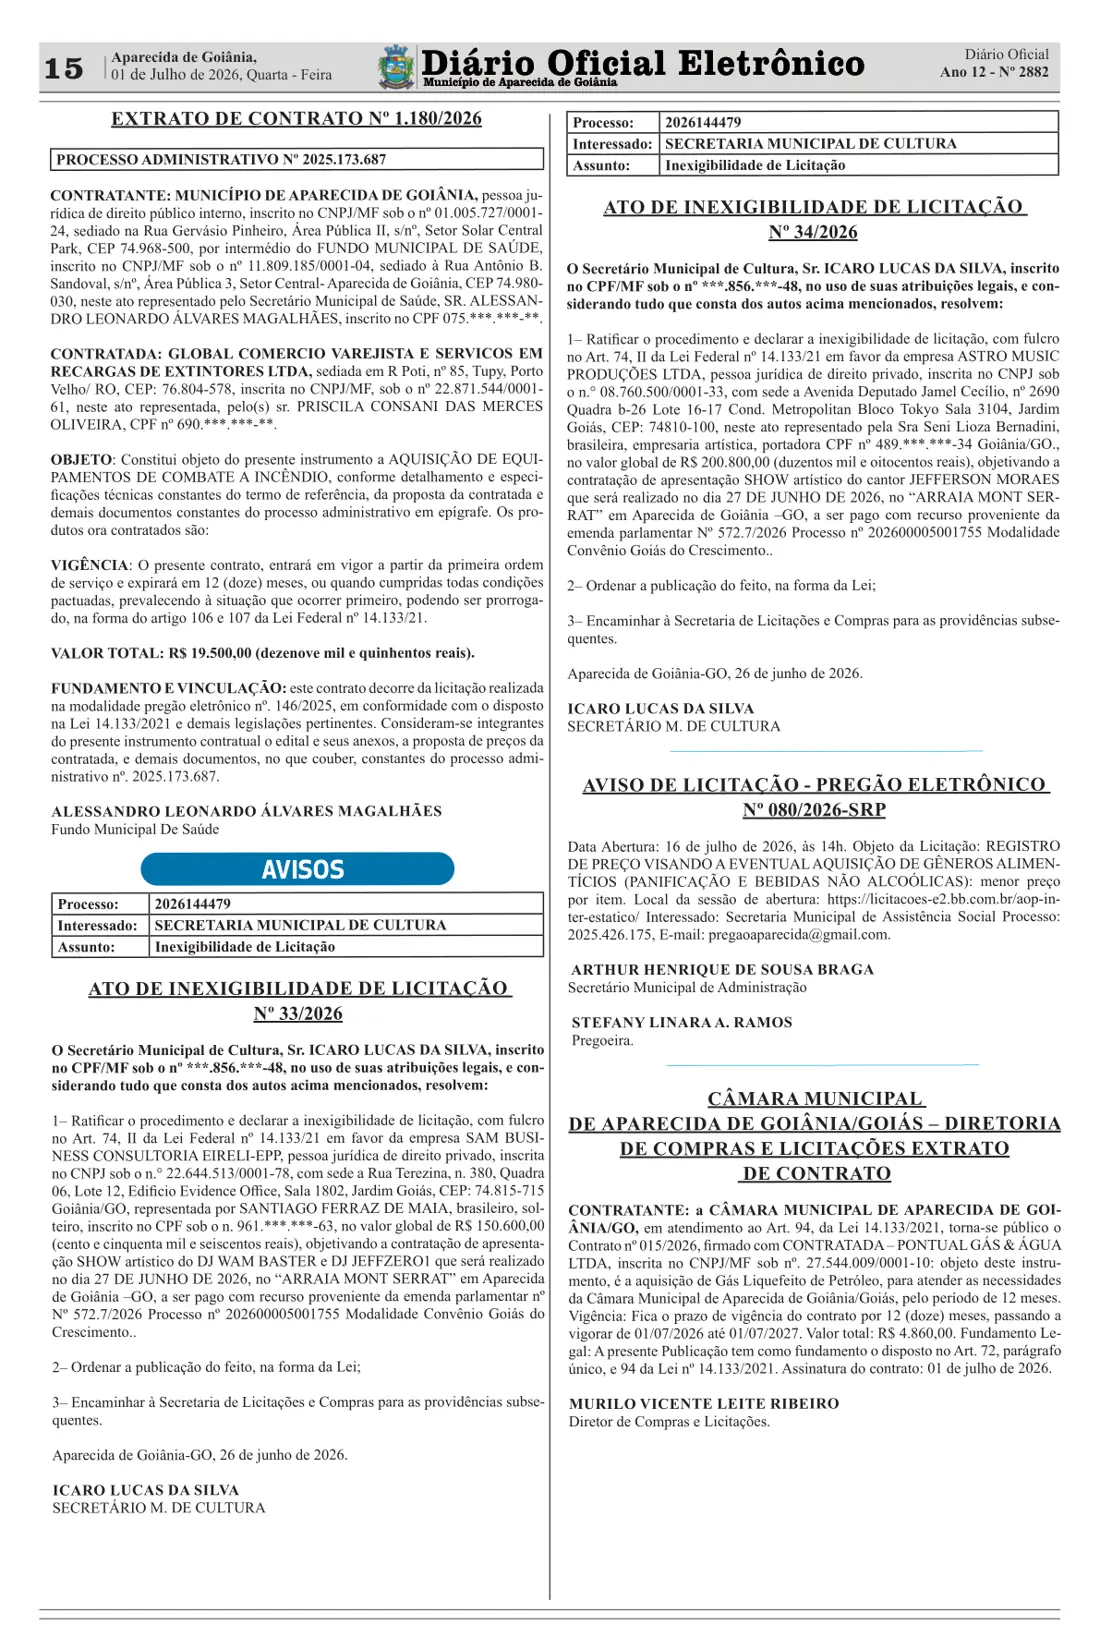 15
Aparecida de Goiânia,
01 de Julho de 2026, Quarta - Feira
Diário Oficial Eletrônico
Município de Aparecida de Goiânia
Diário Oficial
Ano 12 - Nº 2882
EXTRATO DE CONTRATO Nº 1.180/2026
PROCESSO ADMINISTRATIVO Nº 2025.173.687
CONTRATANTE: MUNICÍPIO DE APARECIDA DE GOIÂNIA, pessoa ju-
rídica de direito público interno, inscrito no CNPJ/MF sob o nº 01.005.727/0001-
24, sediado na Rua Gervásio Pinheiro, Área Pública II, s/nº, Setor Solar Central
Park, CEP 74.968-500, por intermédio do FUNDO MUNICIPAL DE SAÚDE,
inscrito no CNPJ/MF sob o nº 11.809.185/0001-04, sediado à Rua Antônio B.
Sandoval, s/nº, Área Pública 3, Setor Central- Aparecida de Goiânia, CEP 74.980-
030, neste ato representado pelo Secretário Municipal de Saúde, SR. ALESSAN-
DRO LEONARDO ÁLVARES MAGALHÃES, inscrito no CPF 075.***.***-**.
CONTRATADA: GLOBAL COMERCIO VAREJISTA E SERVICOS EM
RECARGAS DE EXTINTORES LTDA, sediada em R Poti, nº 85, Tupy, Porto
Velho/ RO, CEP: 76.804-578, inscrita no CNPJ/MF, sob o nº 22.871.544/0001-
61, neste ato representada, pelo(s) sr. PRISCILA CONSANI DAS MERCES
OLIVEIRA, CPF nº 690.***.***-**.
OBJETO: Constitui objeto do presente instrumento a AQUISIÇÃO DE EQUI-
PAMENTOS DE COMBATE A INCÊNDIO, conforme detalhamento e especi-
ficações técnicas constantes do termo de referência, da proposta da contratada e
demais documentos constantes do processo administrativo em epígrafe. Os pro-
dutos ora contratados são:
VIGÊNCIA: O presente contrato, entrará em vigor a partir da primeira ordem
de serviço e expirará em 12 (doze) meses, ou quando cumpridas todas condições
pactuadas, prevalecendo à situação que ocorrer primeiro, podendo ser prorroga-
do, na forma do artigo 106 e 107 da Lei Federal nº 14.133/21.
VALOR TOTAL: R$ 19.500,00 (dezenove mil e quinhentos reais).
FUNDAMENTO E VINCULAÇÃO: este contrato decorre da licitação realizada
na modalidade pregão eletrônico nº. 146/2025, em conformidade com o disposto
na Lei 14.133/2021 e demais legislações pertinentes. Consideram-se integrantes
do presente instrumento contratual o edital e seus anexos, a proposta de preços da
contratada, e demais documentos, no que couber, constantes do processo admi-
nistrativo nº. 2025.173.687.
ALESSANDRO LEONARDO ÁLVARES MAGALHÃES
Fundo Municipal De Saúde
AVISOS
Processo: 2026144479
Interessado: SECRETARIA MUNICIPAL DE CULTURA
Assunto: Inexigibilidade de Licitação
ATO DE INEXIGIBILIDADE DE LICITAÇÃO
Nº 33/2026
O Secretário Municipal de Cultura, Sr. ICARO LUCAS DA SILVA, inscrito
no CPF/MF sob o nº ***.856.***-48, no uso de suas atribuições legais, e con-
siderando tudo que consta dos autos acima mencionados, resolvem:
1– Ratificar o procedimento e declarar a inexigibilidade de licitação, com fulcro
no Art. 74, II da Lei Federal nº 14.133/21 em favor da empresa SAM BUSI-
NESS CONSULTORIA EIRELI-EPP, pessoa jurídica de direito privado, inscrita
no CNPJ sob o n.° 22.644.513/0001-78, com sede a Rua Terezina, n. 380, Quadra
06, Lote 12, Edificio Evidence Office, Sala 1802, Jardim Goiás, CEP: 74.815-715
Goiânia/GO, representada por SANTIAGO FERRAZ DE MAIA, brasileiro, sol-
teiro, inscrito no CPF sob o n. 961.***.***-63, no valor global de R$ 150.600,00
(cento e cinquenta mil e seiscentos reais), objetivando a contratação de apresenta-
ção SHOW artístico do DJ WAM BASTER e DJ JEFFZERO1 que será realizado
no dia 27 DE JUNHO DE 2026, no “ARRAIA MONT SERRAT” em Aparecida
de Goiânia –GO, a ser pago com recurso proveniente da emenda parlamentar nº
Nº 572.7/2026 Processo nº 202600005001755 Modalidade Convênio Goiás do
Crescimento..
2– Ordenar a publicação do feito, na forma da Lei;
3– Encaminhar à Secretaria de Licitações e Compras para as providências subse-
quentes.
Aparecida de Goiânia-GO, 26 de junho de 2026.
ICARO LUCAS DA SILVA
SECRETÁRIO M. DE CULTURA
Processo: 2026144479
Interessado: SECRETARIA MUNICIPAL DE CULTURA
Assunto: Inexigibilidade de Licitação
ATO DE INEXIGIBILIDADE DE LICITAÇÃO
Nº 34/2026
O Secretário Municipal de Cultura, Sr. ICARO LUCAS DA SILVA, inscrito
no CPF/MF sob o nº ***.856.***-48, no uso de suas atribuições legais, e con-
siderando tudo que consta dos autos acima mencionados, resolvem:
1– Ratificar o procedimento e declarar a inexigibilidade de licitação, com fulcro
no Art. 74, II da Lei Federal nº 14.133/21 em favor da empresa ASTRO MUSIC
PRODUÇÕES LTDA, pessoa jurídica de direito privado, inscrita no CNPJ sob
o n.° 08.760.500/0001-33, com sede a Avenida Deputado Jamel Cecílio, nº 2690
Quadra b-26 Lote 16-17 Cond. Metropolitan Bloco Tokyo Sala 3104, Jardim
Goiás, CEP: 74810-100, neste ato representada pela Sra Seni Lioza Bernadini,
brasileira, empresaria artística, portadora CPF nº 489.***.***-34 Goiânia/GO.,
no valor global de R$ 200.800,00 (duzentos mil e oitocentos reais), objetivando a
contratação de apresentação SHOW artístico do cantor JEFFERSON MORAES
que será realizado no dia 27 DE JUNHO DE 2026, no “ARRAIA MONT SER-
RAT” em Aparecida de Goiânia –GO, a ser pago com recurso proveniente da
emenda parlamentar Nº 572.7/2026 Processo nº 202600005001755 Modalidade
Convênio Goiás do Crescimento..
2– Ordenar a publicação do feito, na forma da Lei;
3– Encaminhar à Secretaria de Licitações e Compras para as providências subse-
quentes.
Aparecida de Goiânia-GO, 26 de junho de 2026.
ICARO LUCAS DA SILVA
SECRETÁRIO M. DE CULTURA
AVISO DE LICITAÇÃO - PREGÃO ELETRÔNICO
Nº 080/2026-SRP
Data Abertura: 16 de julho de 2026, às 14h. Objeto da Licitação: REGISTRO
DE PREÇO VISANDO A EVENTUAL AQUISIÇÃO DE GÊNEROS ALIMEN-
TÍCIOS (PANIFICAÇÃO E BEBIDAS NÃO ALCOÓLICAS): menor preço
por item. Local da sessão de abertura: https://licitacoes-e2.bb.com.br/aop-in-
ter-estatico/ Interessado: Secretaria Municipal de Assistência Social Processo:
2025.426.175, E-mail: pregaoaparecida@gmail.com.
ARTHUR HENRIQUE DE SOUSA BRAGA
Secretário Municipal de Administração
STEFANY LINARA A. RAMOS
Pregoeira.
CÂMARA MUNICIPAL
DE APARECIDA DE GOIÂNIA/GOIÁS – DIRETORIA
DE COMPRAS E LICITAÇÕES EXTRATO
DE CONTRATO
CONTRATANTE: a CÂMARA MUNICIPAL DE APARECIDA DE GOI-
ÂNIA/GO, em atendimento ao Art. 94, da Lei 14.133/2021, torna-se público o
Contrato nº 015/2026, firmado com CONTRATADA – PONTUAL GÁS & ÁGUA
LTDA, inscrita no CNPJ/MF sob nº. 27.544.009/0001-10: objeto deste instru-
mento, é a aquisição de Gás Liquefeito de Petróleo, para atender as necessidades
da Câmara Municipal de Aparecida de Goiânia/Goiás, pelo período de 12 meses.
Vigência: Fica o prazo de vigência do contrato por 12 (doze) meses, passando a
vigorar de 01/07/2026 até 01/07/2027. Valor total: R$ 4.860,00. Fundamento Le-
gal: A presente Publicação tem como fundamento o disposto no Art. 72, parágrafo
único, e 94 da Lei nº 14.133/2021. Assinatura do contrato: 01 de julho de 2026.
MURILO VICENTE LEITE RIBEIRO
Diretor de Compras e Licitações.